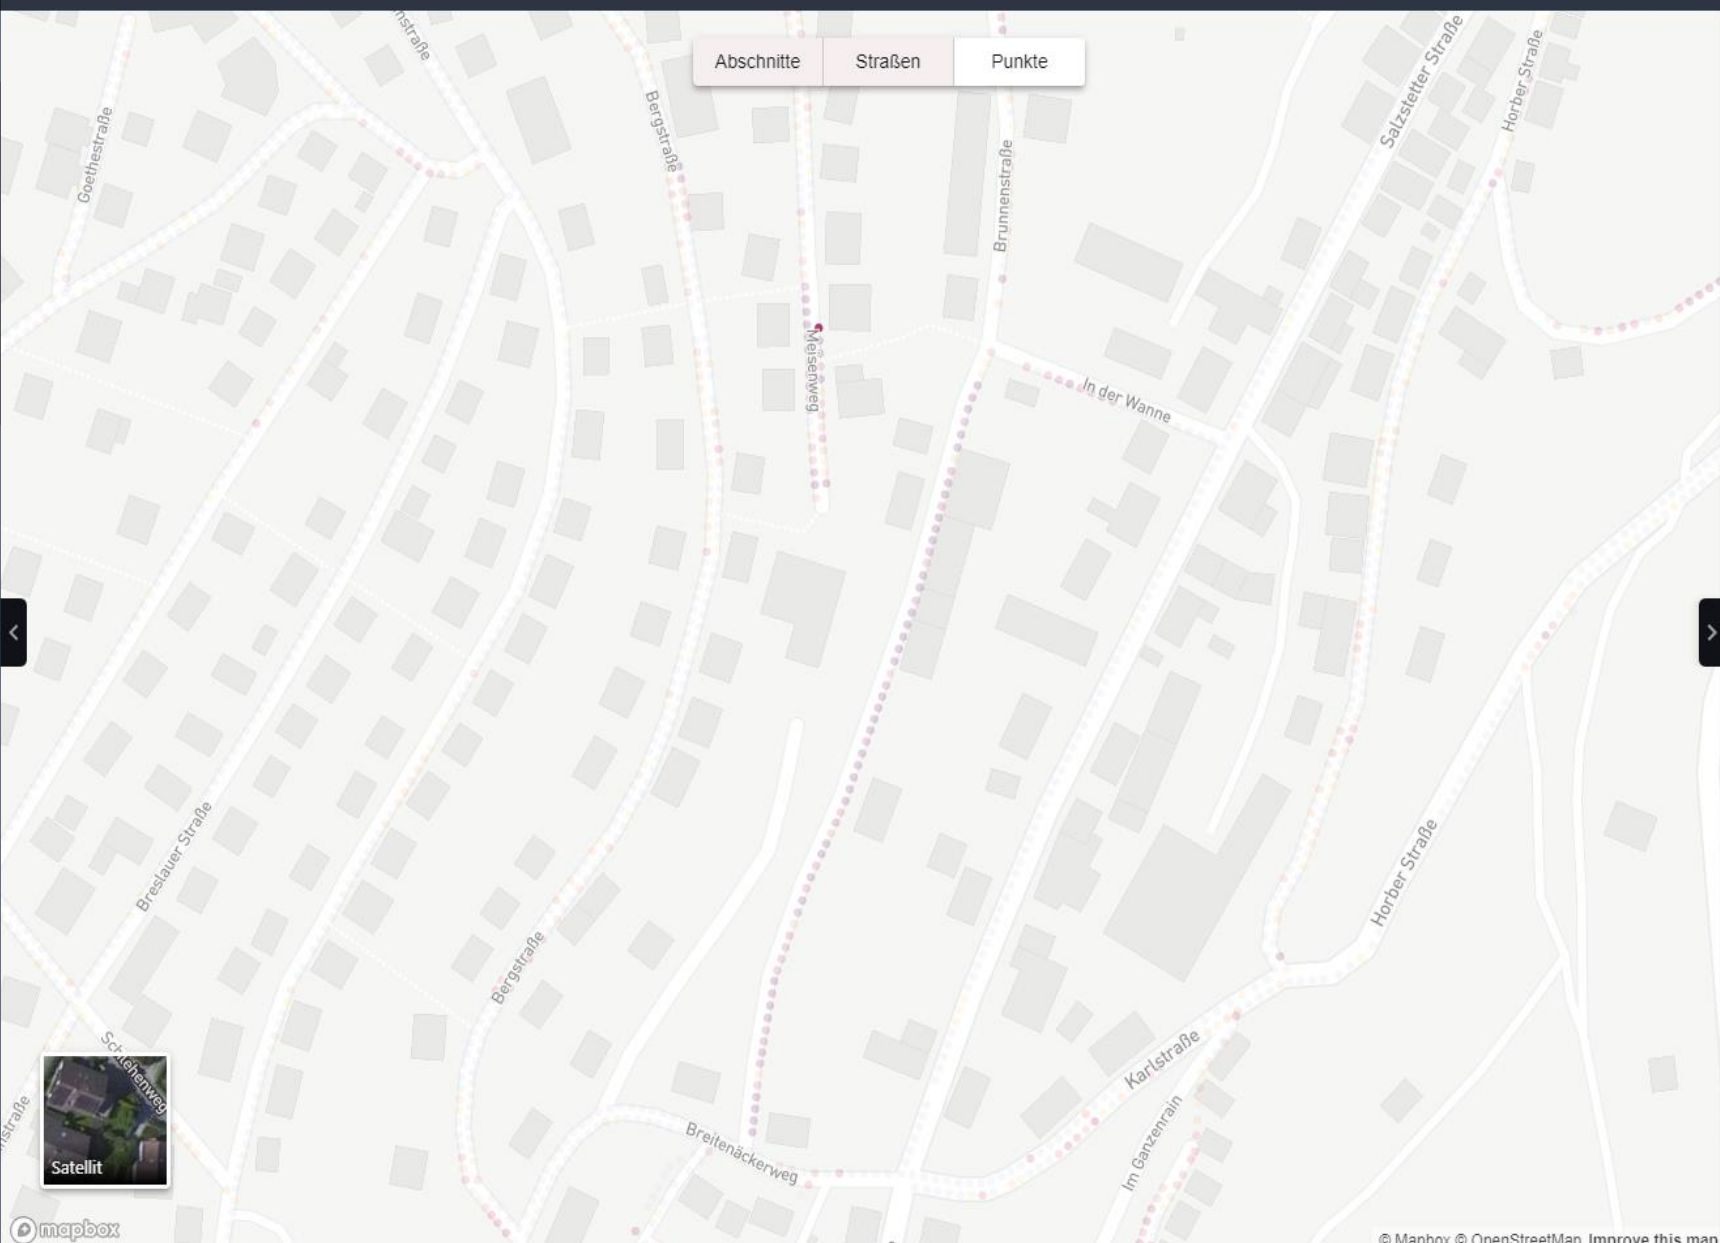 Abschnitte
Straßen
Punkte
Goethestraße
Bergstraße
Brunnenstraße
Salzstetter Straße
Horber Straße
Meisenweg
In der Wanne
Breslauer Straße
Bergstraße
Horber Straße
Schlehenweg
Karlstraße
Im Ganzenrain
Breitenäckerweg
Satellit
mapbox
© Mapbox © OpenStreetMap Improve this map